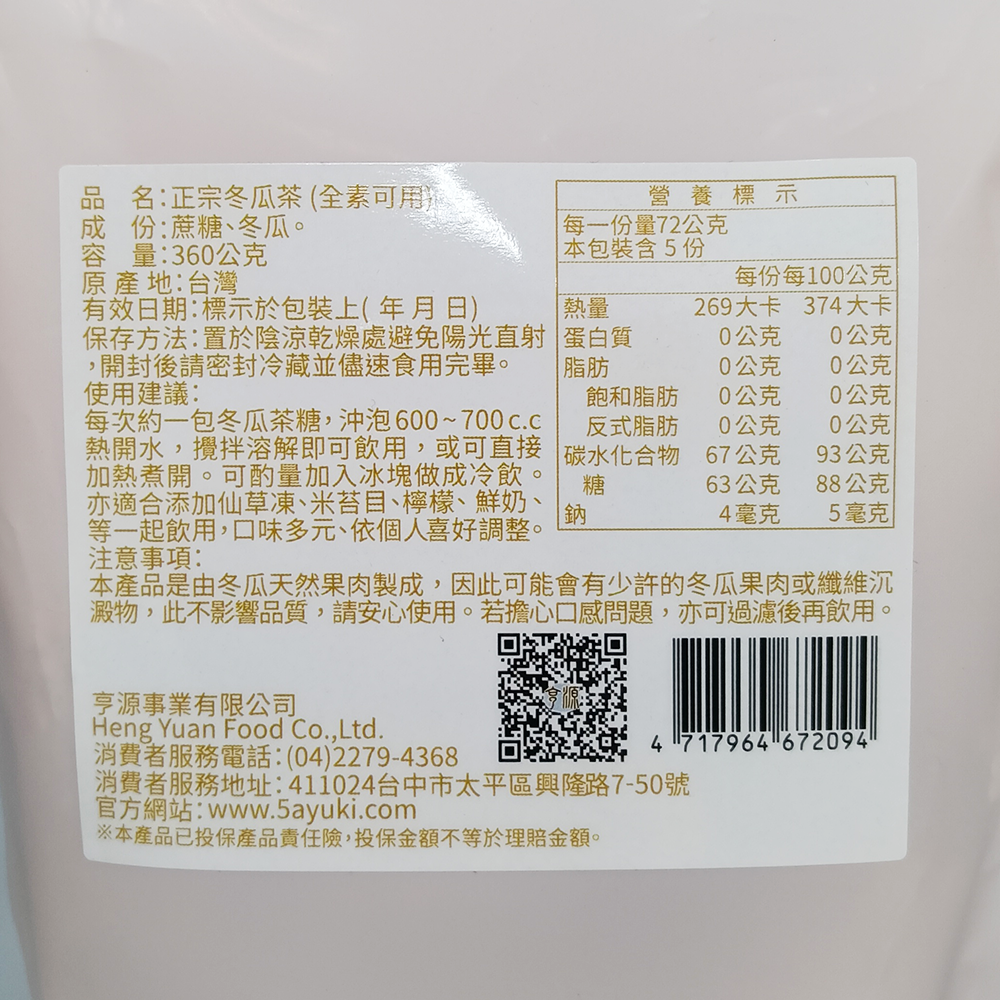 品　名：正宗冬瓜茶 (全素可用)
成　份：蔗糖、冬瓜。
容　量：360公克
原 產 地：台灣
有效日期：標示於包裝上( 年 月 日)
保存方法：置於陰涼乾燥處避免陽光直射
，開封後請密封冷藏並儘速食用完畢。
使用建議：
每次約一包冬瓜茶糖，沖泡600~700c.c
熱開水，攪拌溶解即可飲用，或可直接
加熱煮開。可酌量加入冰塊做成冷飲。
亦適合添加仙草凍、米苔目、檸檬、鮮奶、
等一起飲用，口味多元、依個人喜好調整。
注意事項：
本產品是由冬瓜天然果肉製成，因此可能會有少許的冬瓜果肉或纖維沉
澱物，此不影響品質，請安心使用。若擔心口感問題，亦可過濾後再飲用。
營養標示
每一份量72公克
本包裝含 5 份
每份 每100公克
熱量 269大卡 374大卡
蛋白質 0公克 0公克
脂肪 0公克 0公克
飽和脂肪 0公克 0公克
反式脂肪 0公克 0公克
碳水化合物 67公克 93公克
糖 63公克 88公克
鈉 4毫克 5毫克
亨源事業有限公司
Heng Yuan Food Co.,Ltd.
消費者服務電話：(04)2279-4368
消費者服務地址：411024台中市太平區興隆路7-50號
官方網站：www.5ayuki.com
※本產品已投保產品責任險，投保金額不等於理賠金額。
亨源
4 717964 672094